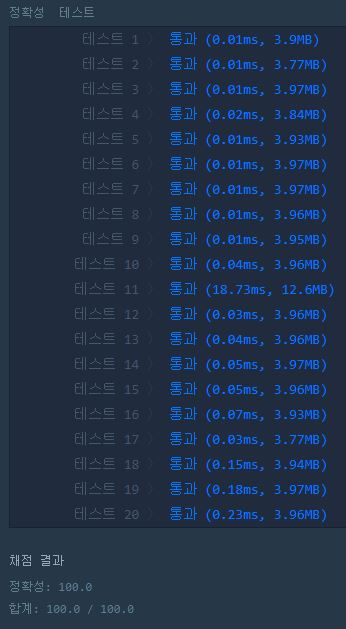 정확성 테스트
테스트 1 〉 통과 (0.01ms, 3.9MB)
테스트 2 〉 통과 (0.01ms, 3.77MB)
테스트 3 〉 통과 (0.01ms, 3.97MB)
테스트 4 〉 통과 (0.02ms, 3.84MB)
테스트 5 〉 통과 (0.01ms, 3.93MB)
테스트 6 〉 통과 (0.01ms, 3.97MB)
테스트 7 〉 통과 (0.01ms, 3.97MB)
테스트 8 〉 통과 (0.01ms, 3.96MB)
테스트 9 〉 통과 (0.01ms, 3.95MB)
테스트 10 〉 통과 (0.04ms, 3.96MB)
테스트 11 〉 통과 (18.73ms, 12.6MB)
테스트 12 〉 통과 (0.03ms, 3.96MB)
테스트 13 〉 통과 (0.04ms, 3.96MB)
테스트 14 〉 통과 (0.05ms, 3.97MB)
테스트 15 〉 통과 (0.05ms, 3.96MB)
테스트 16 〉 통과 (0.07ms, 3.93MB)
테스트 17 〉 통과 (0.03ms, 3.77MB)
테스트 18 〉 통과 (0.15ms, 3.94MB)
테스트 19 〉 통과 (0.18ms, 3.97MB)
테스트 20 〉 통과 (0.23ms, 3.96MB)
채점 결과
정확성: 100.0
합계: 100.0 / 100.0